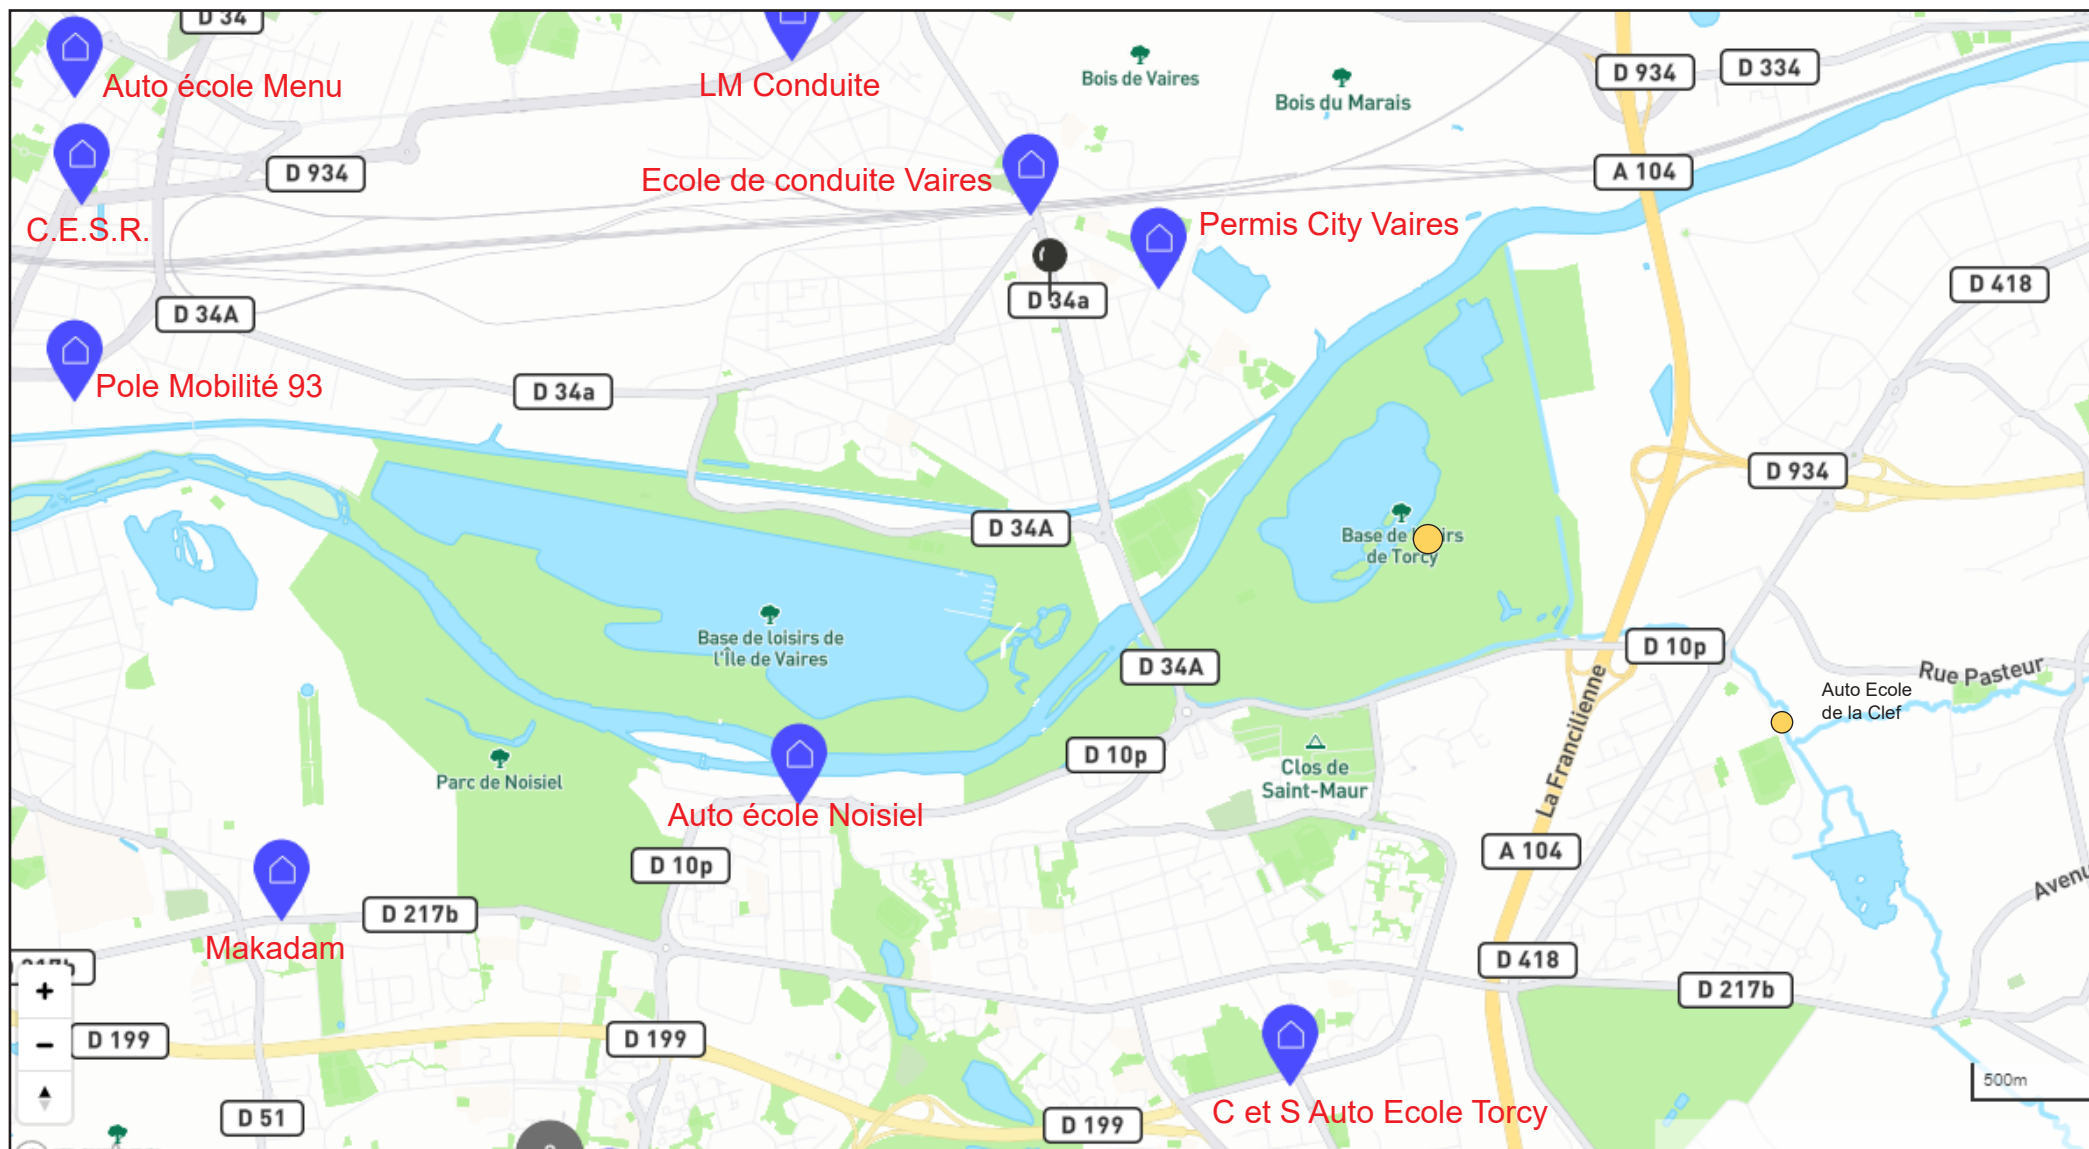 D 34
Auto école Menu
LM Conduite
Bois de Vaires
Bois du Marais
D 934
D 334
D 934
A 104
Ecole de conduite Vaires
C.E.S.R.
Permis City Vaires
D 34A
D 34a
D 418
Pole Mobilité 93
D 34a
D 934
D 34A
Base de
irs
de Torcy
Base de loisirs de
l'Île de Vaires
D 34A
D 10p
Rue Pasteur
Auto Ecole
de la Clef
La Francilienne
D 10p
Parc de Noisiel
Clos de
Saint-Maur
Auto école Noisiel
D 10p
A 104
Avenu
D 217b
Makadam
217b
D 418
D 217b
D 199
D 199
500m
D 51
C et S Auto Ecole Torcy
D 199